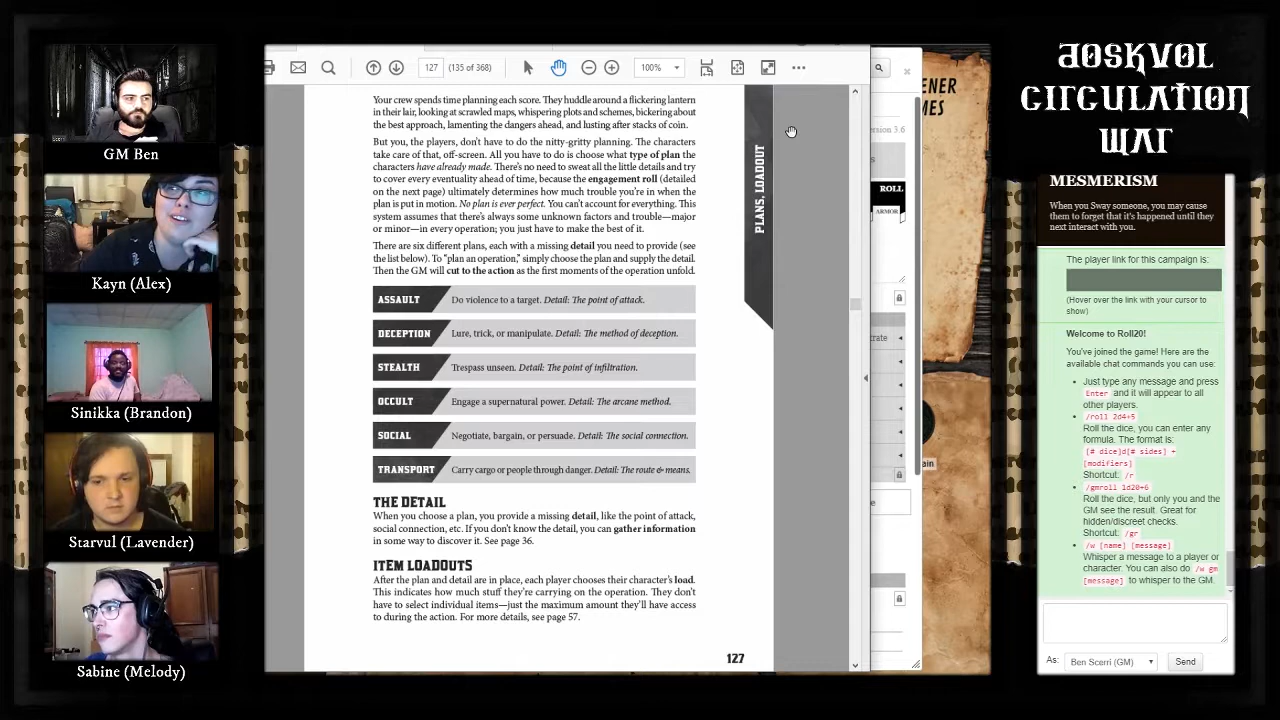 GM Ben
Kayn (Alex)
Sinikka (Brandon)
Starvul (Lavender)
Sabine (Melody)
127
(135 of 368)
100%
Your crew spends time planning each score. They huddle around a flickering lantern
in their lair, looking at scrawled maps, whispering plots and schemes, bickering about
the best approach, lamenting the dangers ahead, and lusting after stacks of coin.
But you, the players, don't have to do the nitty-gritty planning. The characters
take care of that, off-screen. All you have to do is choose what type of plan the
characters have already made. There's no need to sweat all the little details and try
to cover every eventuality ahead of time, because the engagement roll (detailed
on the next page) ultimately determines how much trouble you're in when the
plan is put in motion. No plan is ever perfect. You can't account for everything. This
system assumes that there's always some unknown factors and trouble—major
or minor—in every operation; you just have to make the best of it.
There are six different plans, each with a missing detail you need to provide (see
the list below). To "plan an operation," simply choose the plan and supply the detail.
Then the GM will cut to the action as the first moments of the operation unfold.
ASSAULT Do violence to a target. Detail: The point of attack.
DECEPTION Lure, trick, or manipulate. Detail: The method of deception.
STEALTH Trespass unseen. Detail: The point of infiltration.
OCCULT Engage a supernatural power. Detail: The arcane method.
SOCIAL Negotiate, bargain, or persuade. Detail: The social connection.
TRANSPORT Carry cargo or people through danger. Detail: The route & means.
THE DETAIL
When you choose a plan, you provide a missing detail, like the point of attack,
social connection, etc. If you don't know the detail, you can gather information
in some way to discover it. See page 36.
ITEM LOADOUTS
After the plan and detail are in place, each player chooses their character's load.
This indicates how much stuff they're carrying on the operation. They don't
have to select individual items—just the maximum amount they'll have access
to during the action. For more details, see page 57.
127
PLANS, LOADOUT
ENER
MES
ersion 3.6
s
ROLL
ARMOR
trate
ain
e
DOSKVOL
CIRCULATION
WAR
MESMERISM
When you Sway someone, you may cause
them to forget that it's happened until they
next interact with you.
The player link for this campaign is:
(Hover over the link with your cursor to
show)
Welcome to Roll20!
You've joined the game! Here are the
available chat commands you can use:
• Just type any message and press
Enter and it will appear to all
other players.
• /roll 2d4+5
Roll the dice, you can enter any
formula. The format is:
[# dice]d[# sides] +
[modifiers]
Shortcut: /r
• /gmroll 1d20+6
Roll the dice, but only you and the
GM see the result. Great for
hidden/discreet checks.
Shortcut: /gr
• /w [name] [message]
Whisper a message to a player or
character. You can also do /w gm
[message] to whisper to the GM.
As: Ben Scerri (GM) Send